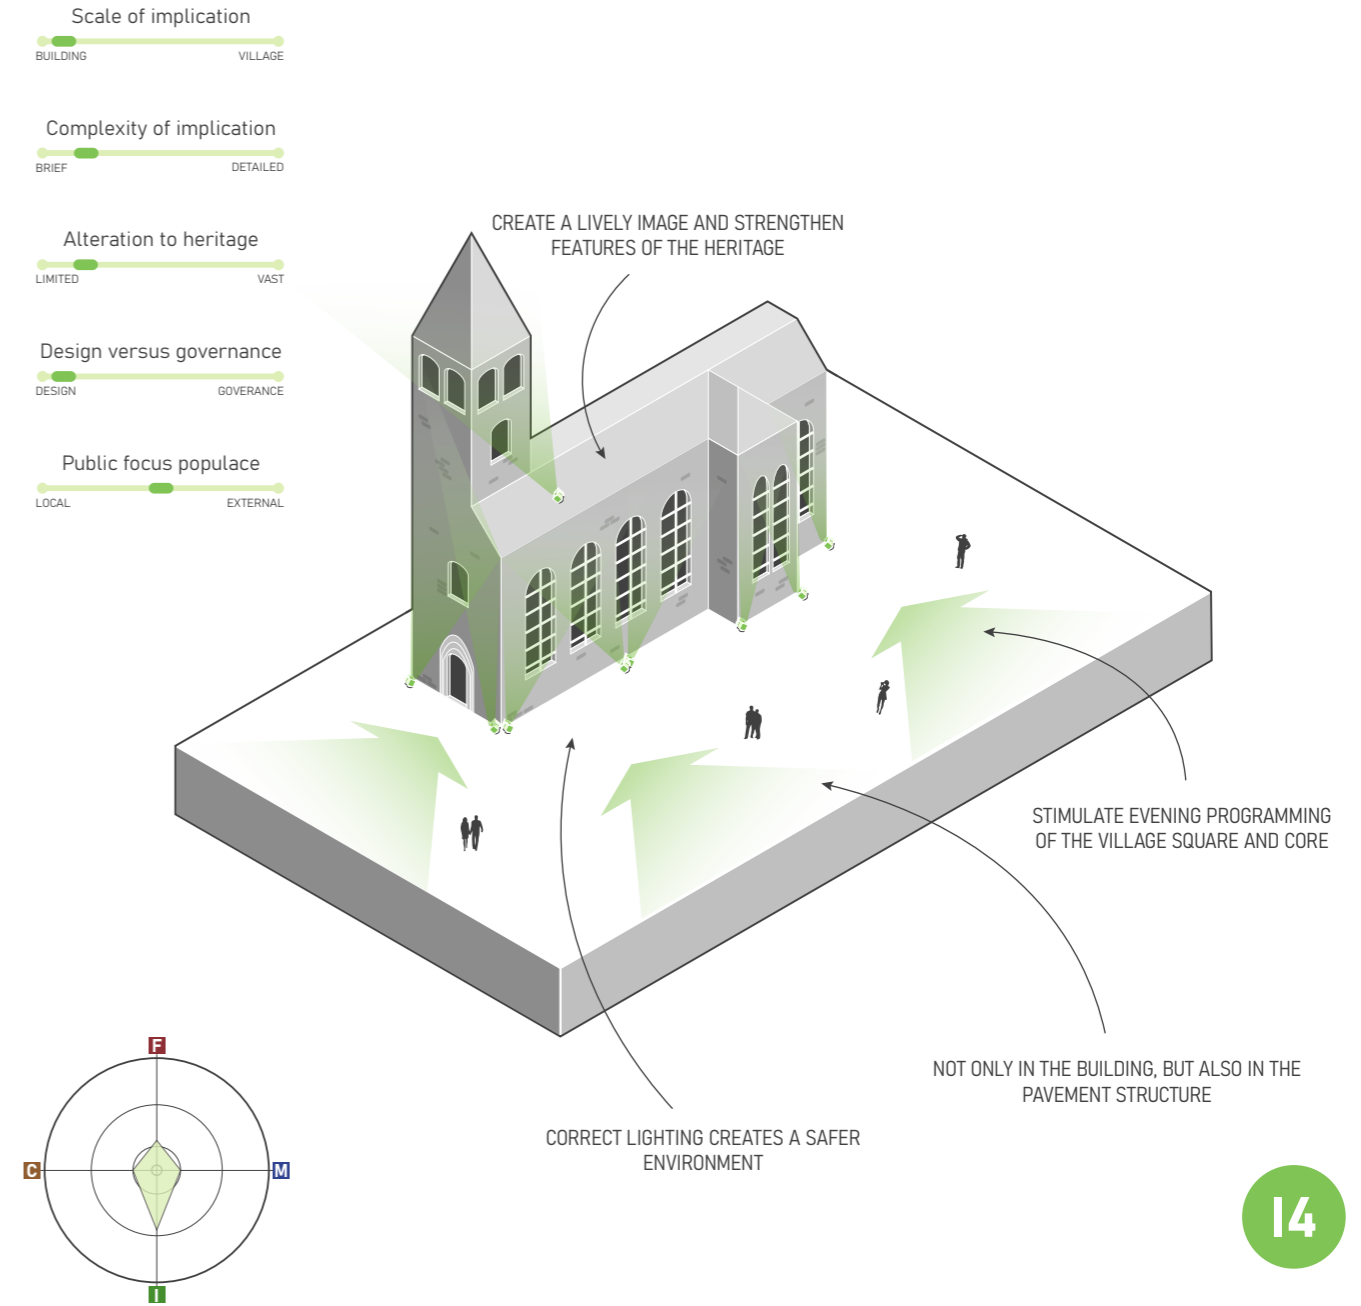 Scale of implication
BUILDING VILLAGE
Complexity of implication
BRIEF DETAILED
Alteration to heritage
LIMITED VAST
Design versus governance
DESIGN GOVERANCE
Public focus populace
LOCAL EXTERNAL
CREATE A LIVELY IMAGE AND STRENGTHEN
FEATURES OF THE HERITAGE
STIMULATE EVENING PROGRAMMING
OF THE VILLAGE SQUARE AND CORE
NOT ONLY IN THE BUILDING, BUT ALSO IN THE
PAVEMENT STRUCTURE
CORRECT LIGHTING CREATES A SAFER
ENVIRONMENT
F
C M
I
I4